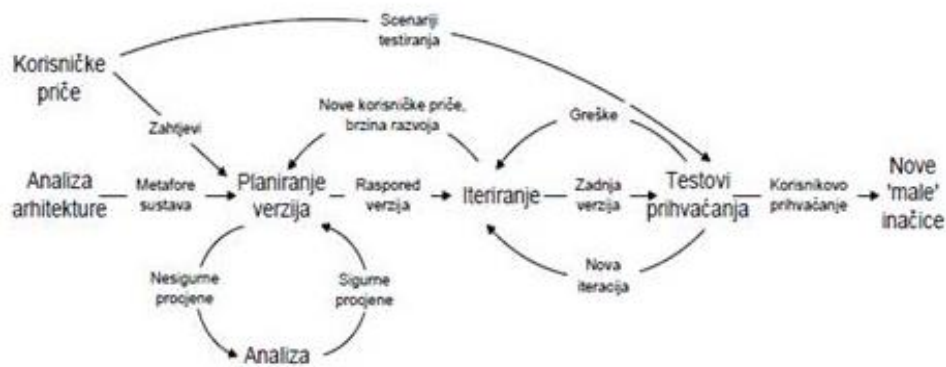 Scenariji
testiranja
Korisničke
priče
Nove korisničke priče,
brzina razvoja
Greške
Zahtjevi
Analiza
arhitekture
Metafore
sustava
Planiranje
verzija
Raspored
verzija
Iteriranje
Zadnja
verzija
Testovi
prihvaćanja
Korisnikovo
prihvaćanje
Nove
'male'
inačice
Nesigurne
procjene
Sigurne
procjene
Nova
iteracija
Analiza